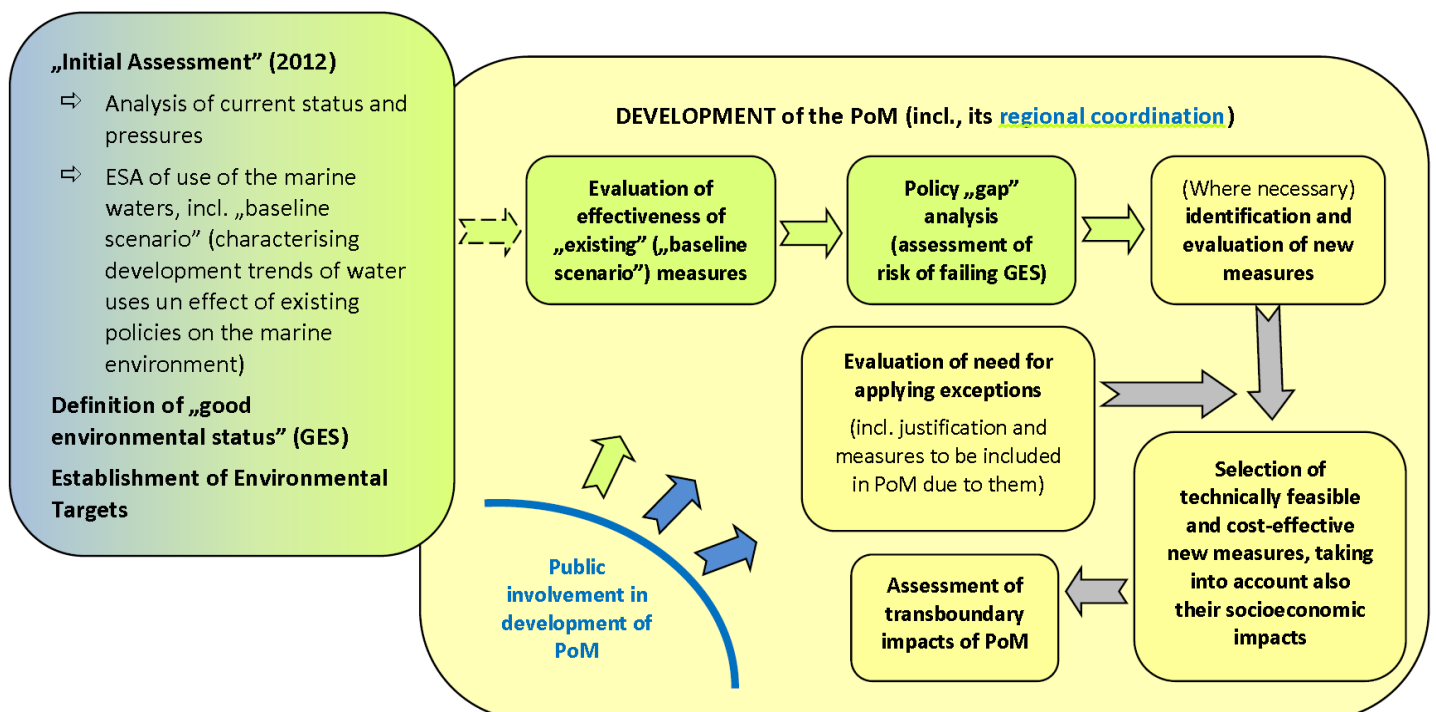 „Initial Assessment” (2012)
⇨ Analysis of current status and
pressures
⇨ ESA of use of the marine
waters, incl. „baseline
scenario” (characterising
development trends of water
uses un effect of existing
policies on the marine
environment)
Definition of „good
environmental status” (GES)
Establishment of Environmental
Targets
DEVELOPMENT of the PoM (incl., its regional coordination)
Evaluation of
effectiveness of
„existing” („baseline
scenario”) measures
Policy „gap”
analysis
(assessment of
risk of failing GES)
(Where necessary)
identification and
evaluation of new
measures
Evaluation of need for
applying exceptions
(incl. justification and
measures to be included
in PoM due to them)
Selection of
technically feasible
and cost-effective
new measures, taking
into account also
their socioeconomic
impacts
Assessment of
transboundary
impacts of PoM
Public
involvement in
development of
PoM